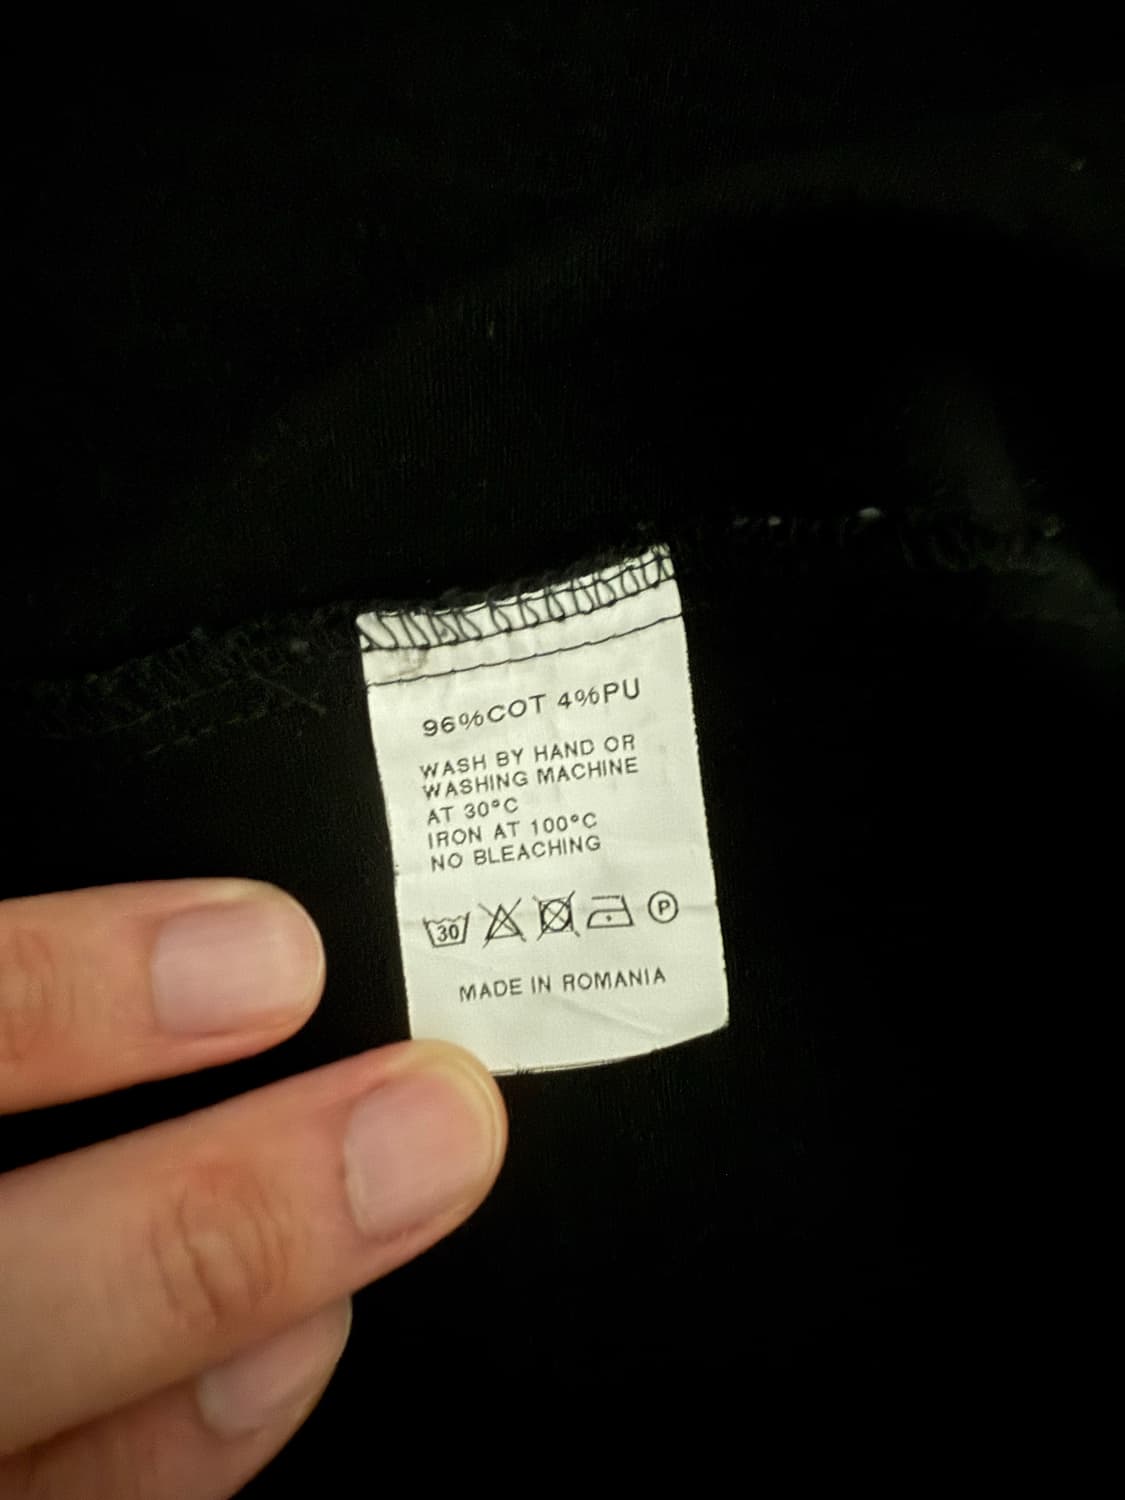 96%COT 4%PU
WASH BY HAND OR
WASHING MACHINE
AT 30°C
IRON AT 100°C
NO BLEACHING
30 P
MADE IN ROMANIA